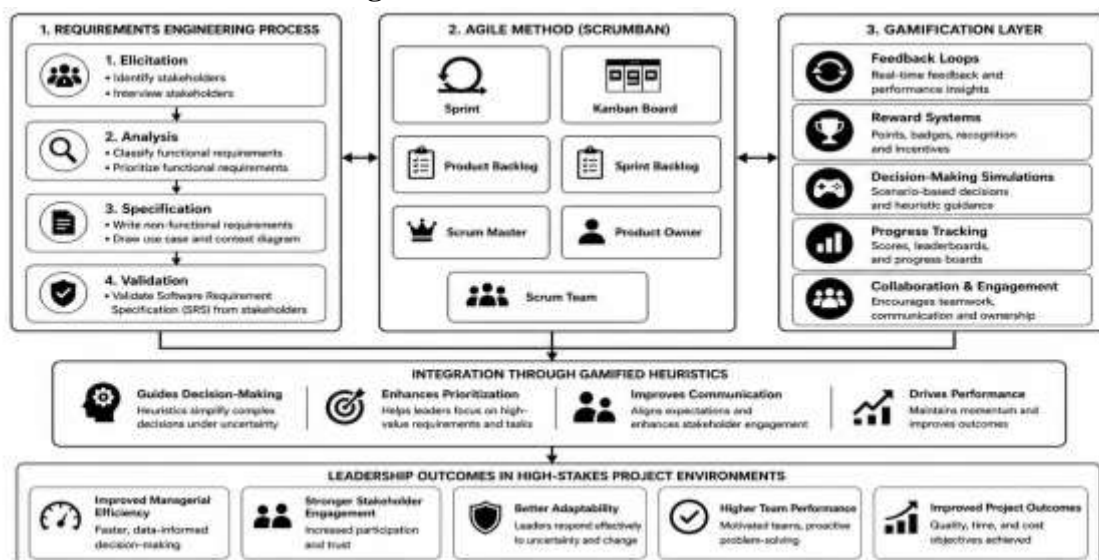 1. REQUIREMENTS ENGINEERING PROCESS
1. Elicitation
• Identify stakeholders
• Interview stakeholders
2. Analysis
• Classify functional requirements
• Prioritize functional requirements
3. Specification
• Write non-functional requirements
• Draw use case and context diagram
4. Validation
• Validate Software Requirement
Specification (SRS) from stakeholders
2. AGILE METHOD (SCRUMBAN)
Sprint
Kanban Board
Product Backlog
Sprint Backlog
Scrum Master
Product Owner
Scrum Team
3. GAMIFICATION LAYER
Feedback Loops
Real-time feedback and
performance insights
Reward Systems
Points, badges, recognition
and incentives
Decision-Making Simulations
Scenario-based decisions
and heuristic guidance
Progress Tracking
Scores, leaderboards,
and progress boards
Collaboration & Engagement
Encourages teamwork,
communication and ownership
INTEGRATION THROUGH GAMIFIED HEURISTICS
Guides Decision-Making
Heuristics simplify complex
decisions under uncertainty
Enhances Prioritization
Helps leaders focus on high-
value requirements and tasks
Improves Communication
Aligns expectations and
enhances stakeholder engagement
Drives Performance
Maintains momentum and
improves outcomes
LEADERSHIP OUTCOMES IN HIGH-STAKES PROJECT ENVIRONMENTS
Improved Managerial
Efficiency
Faster, data-informed
decision-making
Stronger Stakeholder
Engagement
Increased participation
and trust
Better Adaptability
Leaders respond effectively
to uncertainty and change
Higher Team Performance
Motivated teams, proactive
problem-solving
Improved Project Outcomes
Quality, time, and cost
objectives achieved